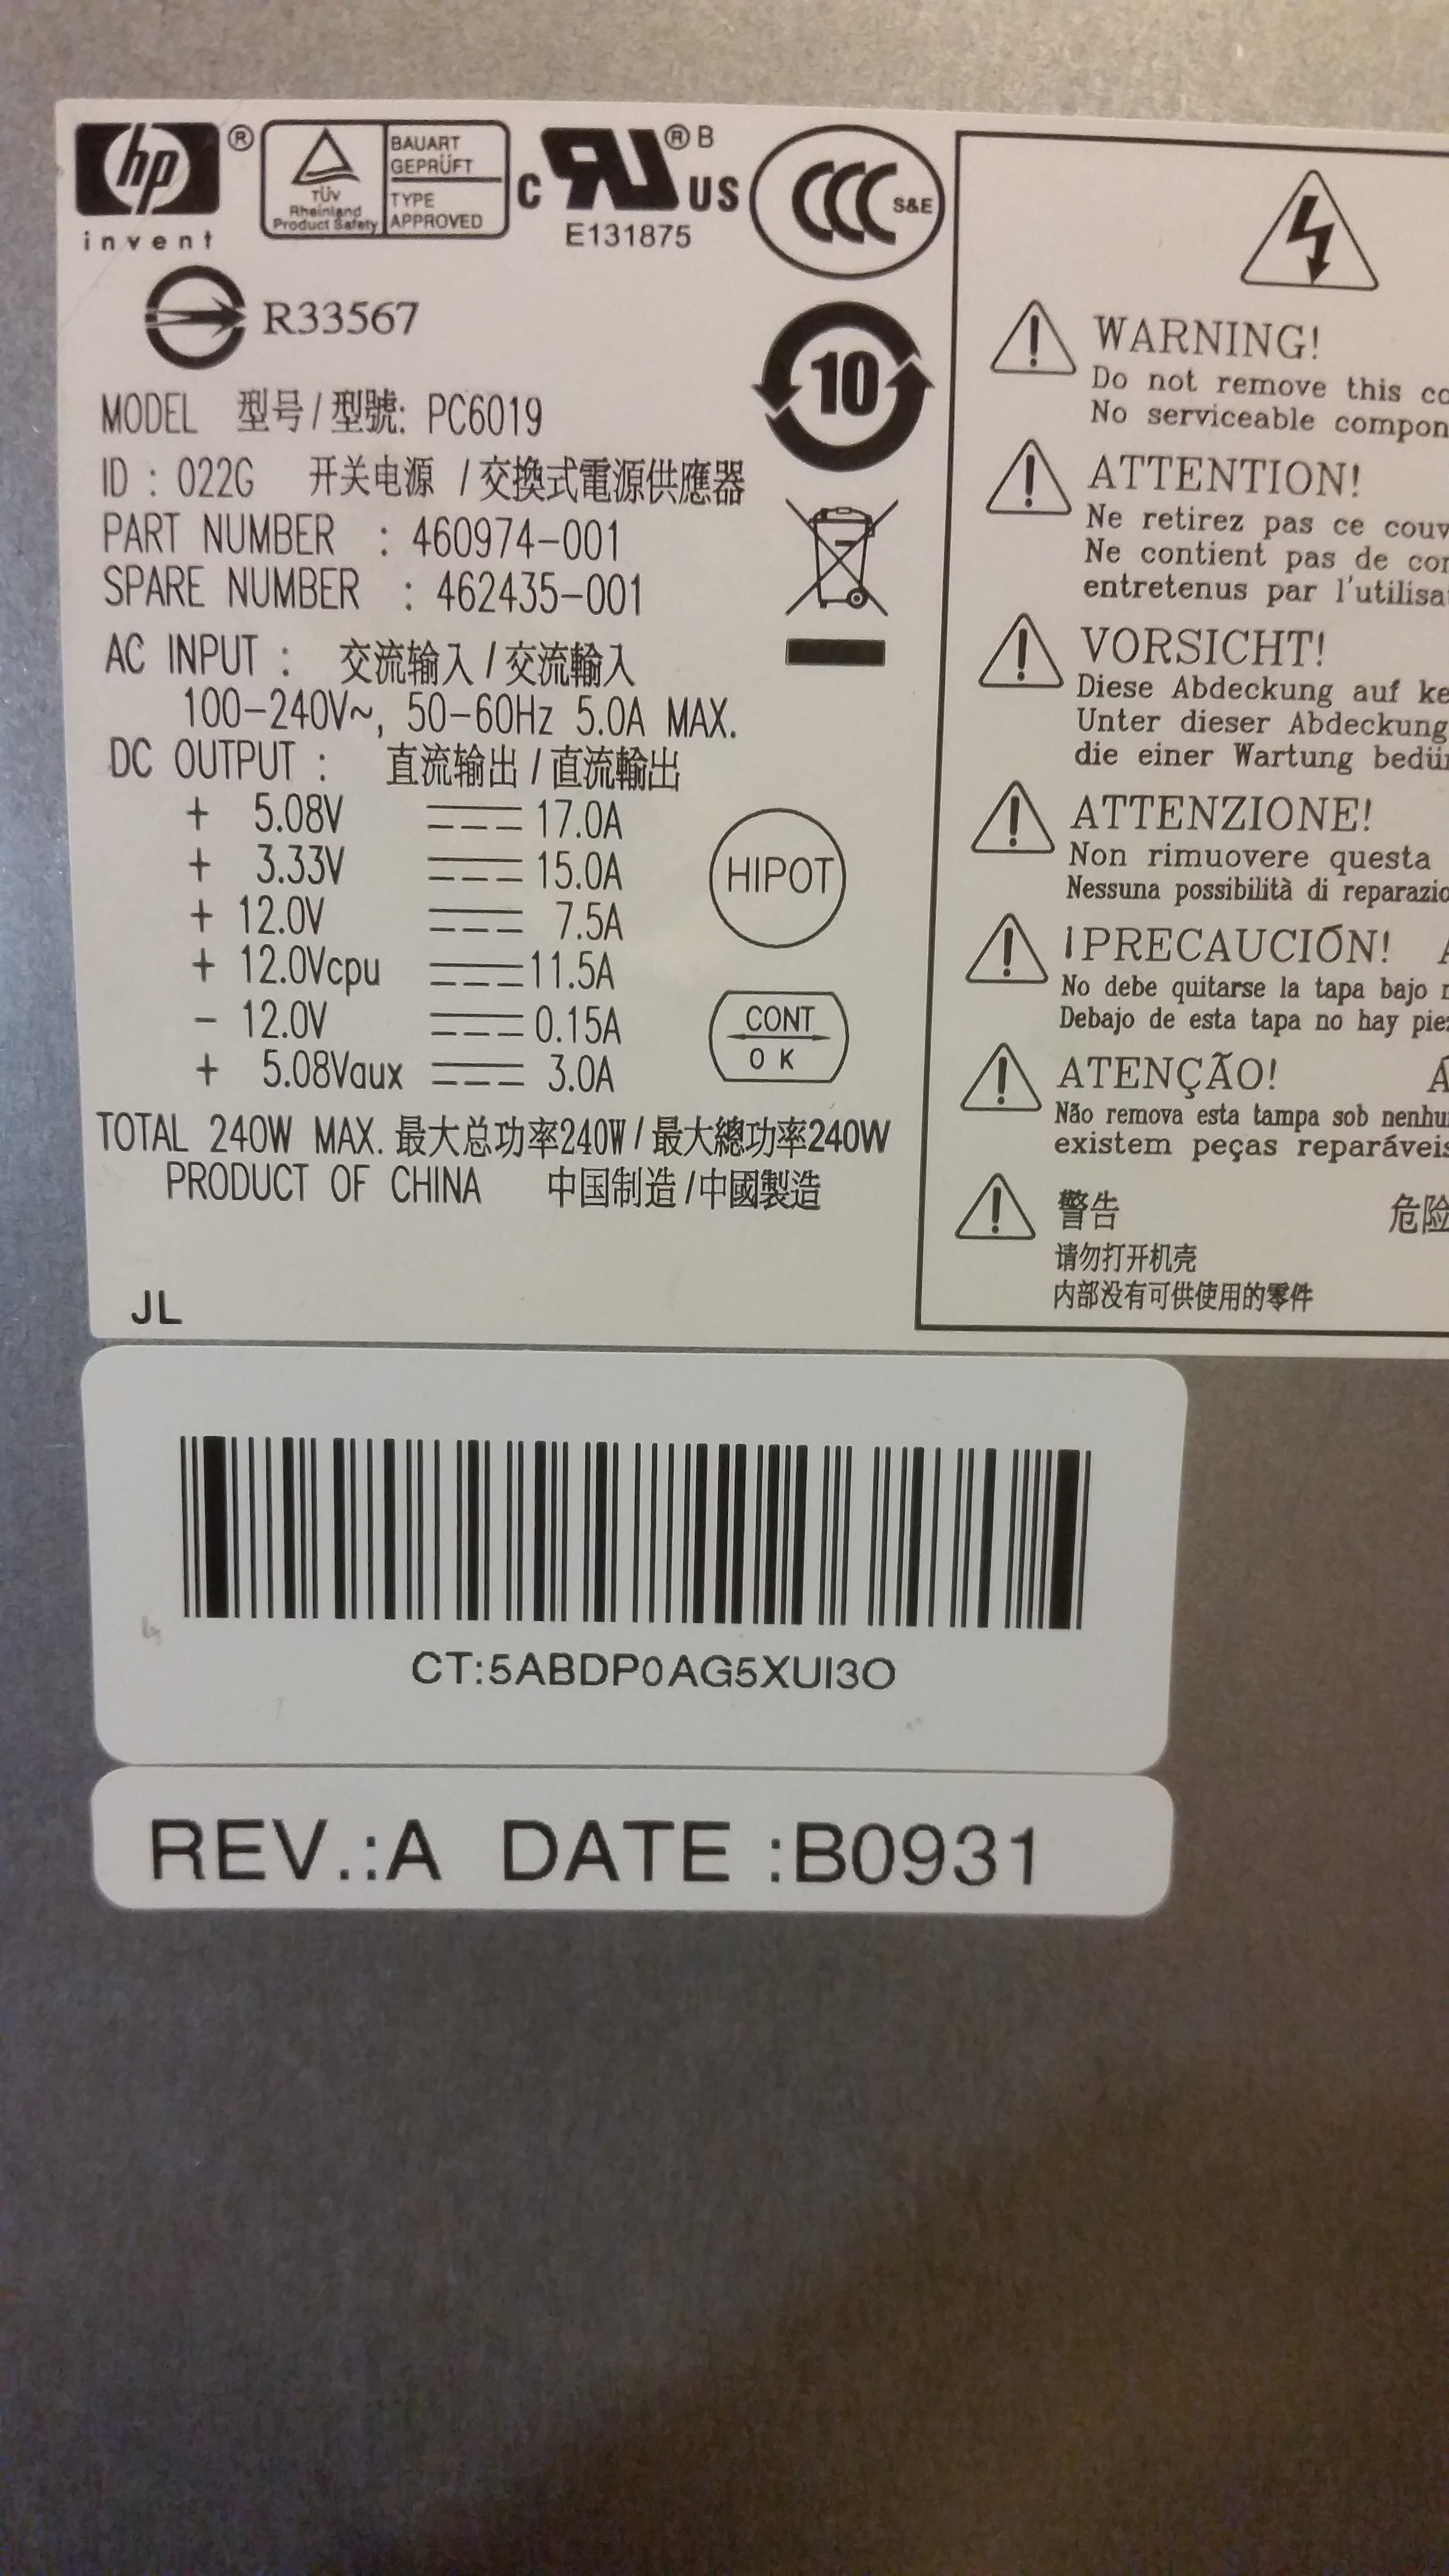 hp ®
invent
TÜV
Rheinland
Product Safety
BAUART
GEPRÜFT
TYPE
APPROVED
C RU ® US B
E131875
CCC S&E
R33567
10
MODEL 型号/型號: PC6019
ID : 022G 开关电源 /交換式電源供應器
PART NUMBER : 460974-001
SPARE NUMBER : 462435-001
AC INPUT : 交流输入/交流輸入
100-240V~, 50-60Hz 5.0A MAX.
DC OUTPUT : 直流输出/直流輸出
+ 5.08V 17.0A
+ 3.33V 15.0A
+ 12.0V 7.5A
+ 12.0Vcpu 11.5A
- 12.0V 0.15A
+ 5.08Vaux 3.0A
HIPOT
CONT
O K
TOTAL 240W MAX. 最大总功率240W/最大總功率240W
PRODUCT OF CHINA 中国制造/中國製造
JL
WARNING!
Do not remove this
No serviceable
ATTENTION!
Ne retirez pas ce
Ne contient pas de
entretenus par
VORSICHT!
Diese Abdeckung auf
Unter dieser Abdeckung
die einer Wartung
ATTENZIONE!
Non rimuovere questa
Nessuna possibilità di
¡PRECAUCIÓN!
No debe quitarse la tapa bajo
Debajo de esta tapa no hay
ATENÇÃO!
Não remova esta tampa sob
existem peças reparáveis
警告 危险
请勿打开机壳
内部没有可供使用的零件
CT:5ABDP0AG5XUI3O
REV.:A DATE :B0931